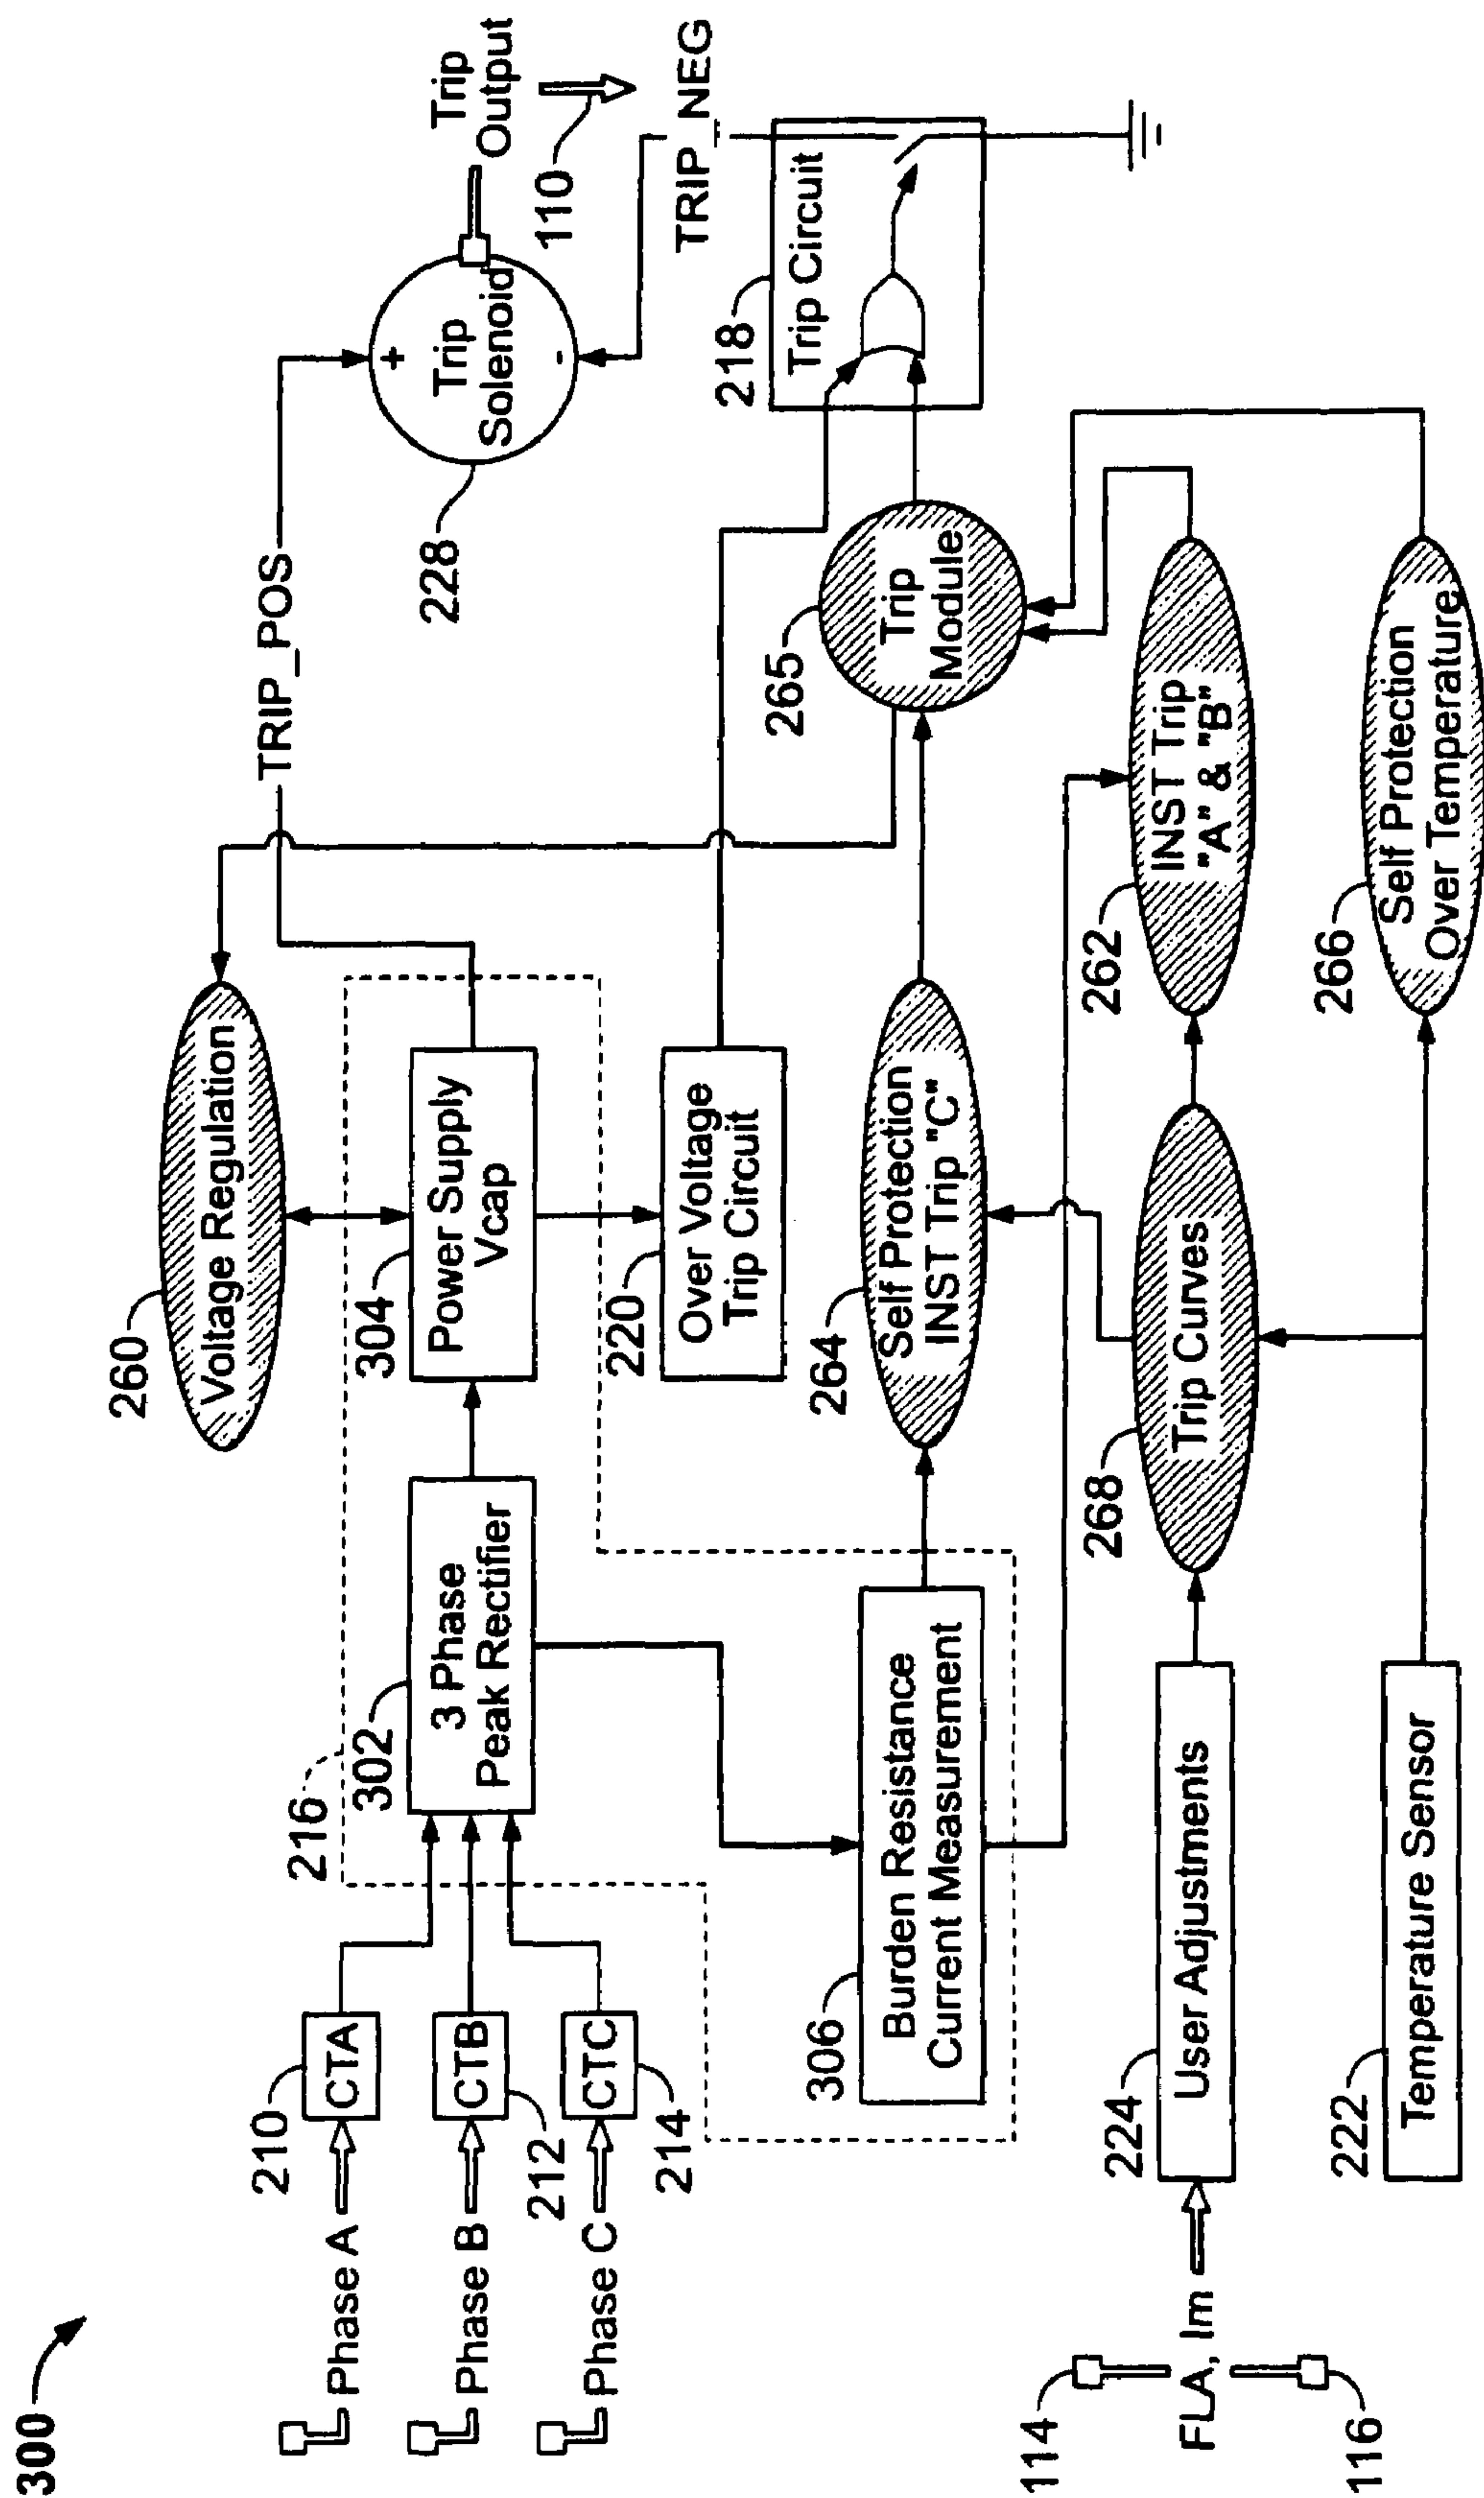 300
Phase A
Phase B
Phase C
210
CTA
CTB
212
CTC
214
216
302
3 Phase
Peak Rectifier
304
Power Supply
Vcap
260
Voltage Regulation
220
Over Voltage
Trip Circuit
TRIP_POS
228
+
Trip
Solenoid
-
Trip
Output
110
TRIP_NEG
218
Trip Circuit
306
Burden Resistance
Current Measurement
264
Self Protection
INST Trip "C"
265
Trip
Module
114
FLA, Im
116
224
User Adjustments
268
Trip Curves
262
INST Trip
"A" & "B"
222
Temperature Sensor
266
Self Protection
Over Temperature